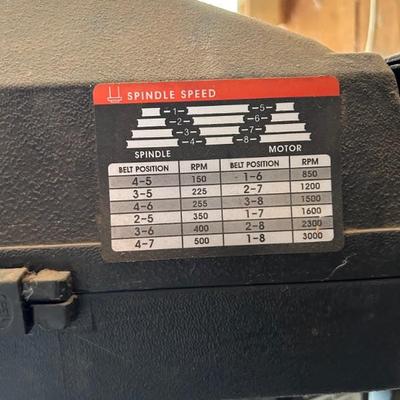 SPINDLE SPEED
1 5
2 6
3 7
4 8
SPINDLE MOTOR
BELT POSITION RPM BELT POSITION RPM
4-5 150 1-6 850
3-5 225 2-7 1200
4-6 255 3-8 1500
2-5 350 1-7 1600
3-6 400 2-8 2300
4-7 500 1-8 3000